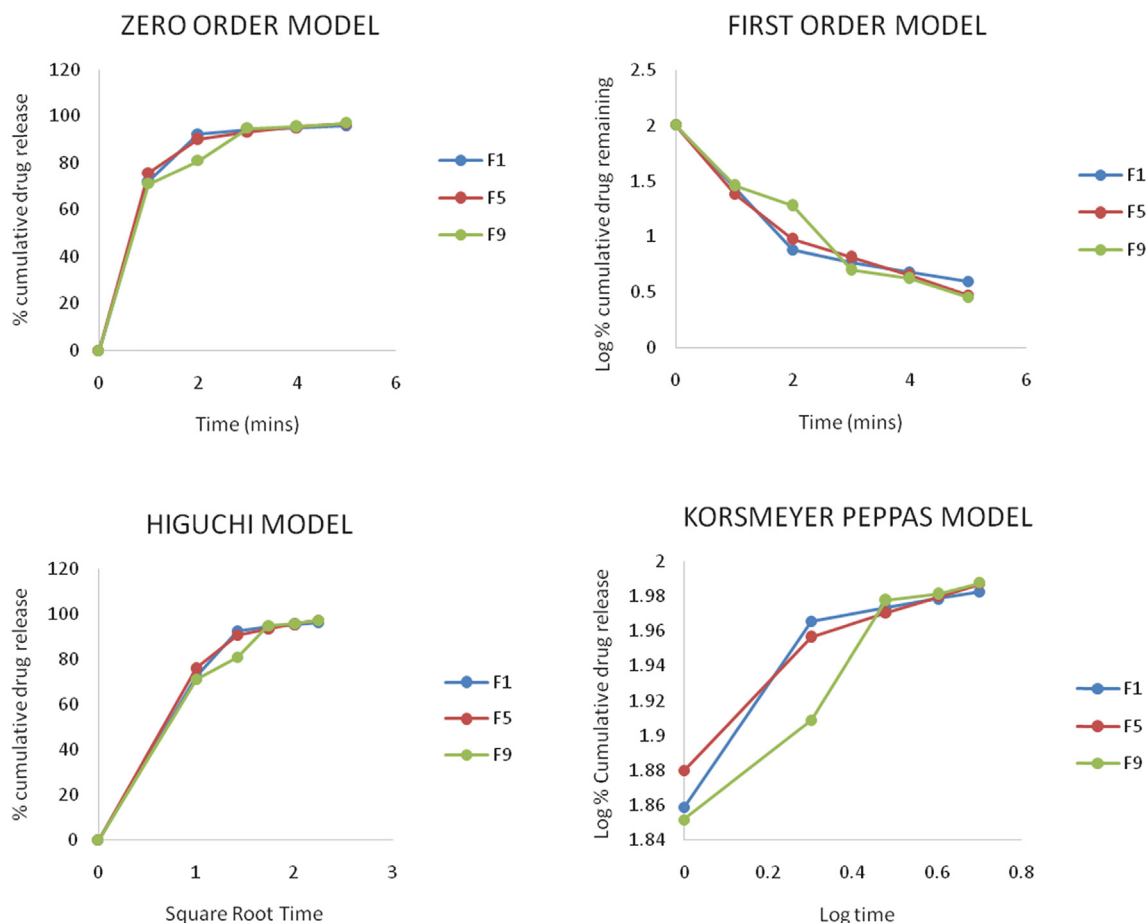 ZERO ORDER MODEL
% cumulative drug release
120
100
80
60
40
20
0
0 2 4 6
Time (mins)
F1
F5
F9
FIRST ORDER MODEL
Log % cumulative drug remaining
2.5
2
1.5
1
0.5
0
0 2 4 6
Time (mins)
F1
F5
F9
HIGUCHI MODEL
% cumulative drug release
120
100
80
60
40
20
0
0 1 2 3
Square Root Time
F1
F5
F9
KORSMEYER PEPPAS MODEL
Log % Cumulative drug release
2
1.98
1.96
1.94
1.92
1.9
1.88
1.86
1.84
0 0.2 0.4 0.6 0.8
Log time
F1
F5
F9